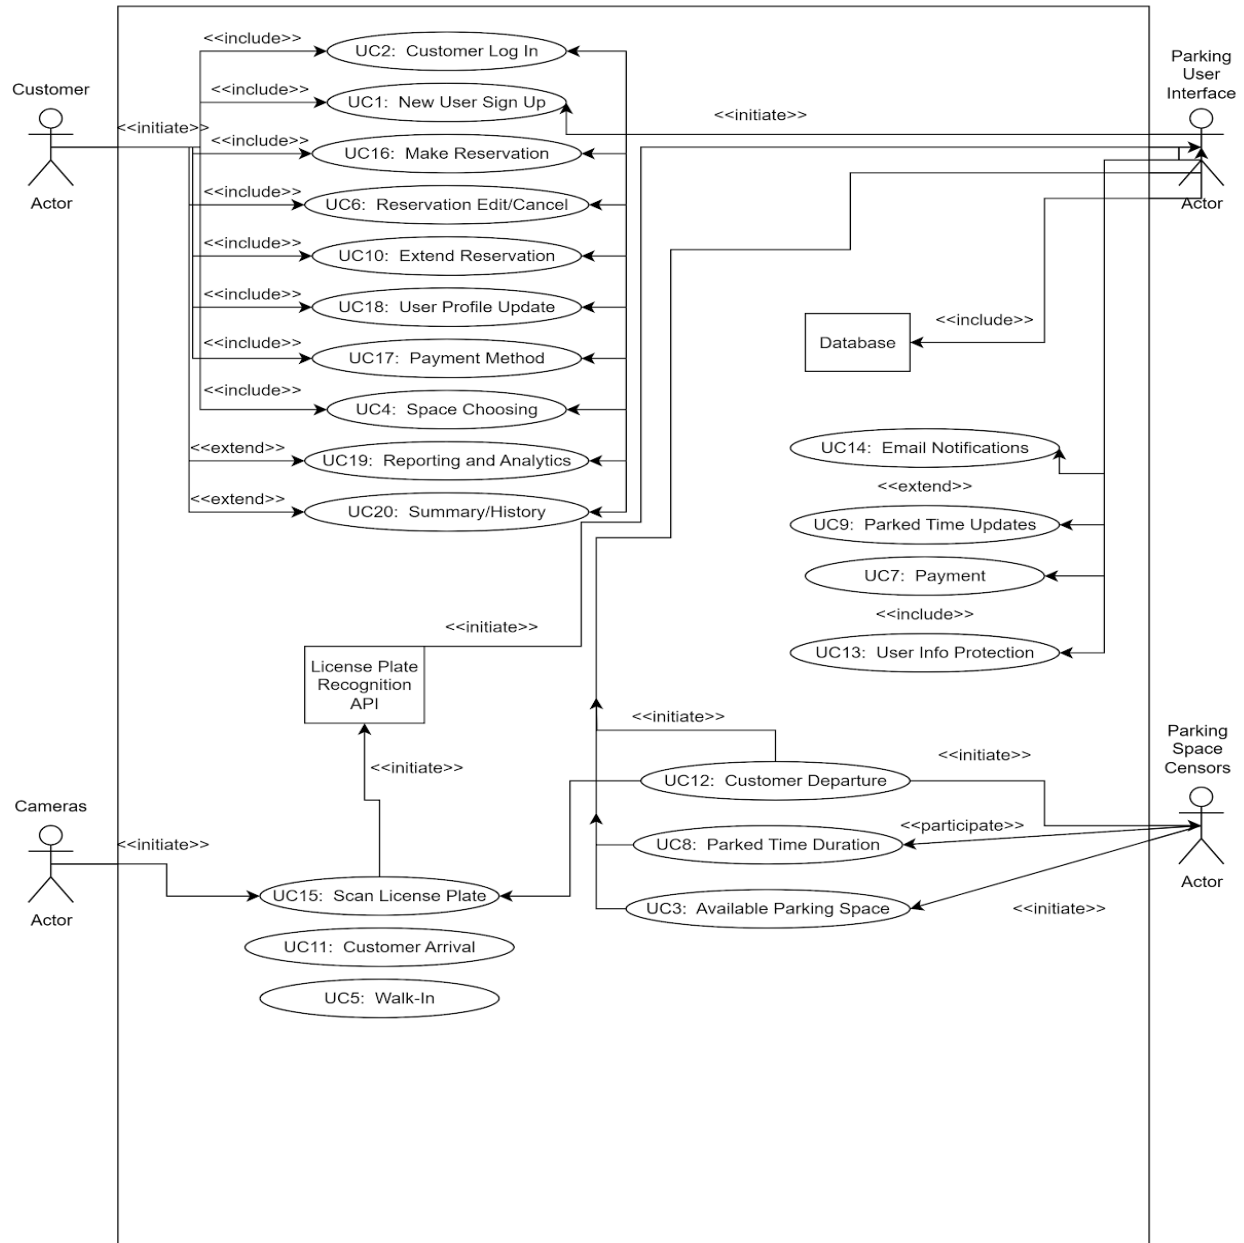 <<include>>
UC2: Customer Log In
Parking
User
Interface
Customer
<<include>>
UC1: New User Sign Up
<<initiate>>
<<initiate>>
<<include>>
UC16: Make Reservation
Actor
<<include>>
UC6: Reservation Edit/Cancel
Actor
<<include>>
UC10: Extend Reservation
<<include>>
UC18: User Profile Update
<<include>>
Database
<<include>>
UC17: Payment Method
<<include>>
UC4: Space Choosing
<<extend>>
UC19: Reporting and Analytics
UC14: Email Notifications
<<extend>>
<<extend>>
UC20: Summary/History
UC9: Parked Time Updates
UC7: Payment
<<include>>
<<initiate>>
UC13: User Info Protection
License Plate
Recognition
API
<<initiate>>
Parking
Space
Censors
<<initiate>>
<<initiate>>
UC12: Customer Departure
Cameras
<<participate>>
<<initiate>>
UC8: Parked Time Duration
Actor
UC15: Scan License Plate
UC3: Available Parking Space
<<initiate>>
Actor
UC11: Customer Arrival
UC5: Walk-In